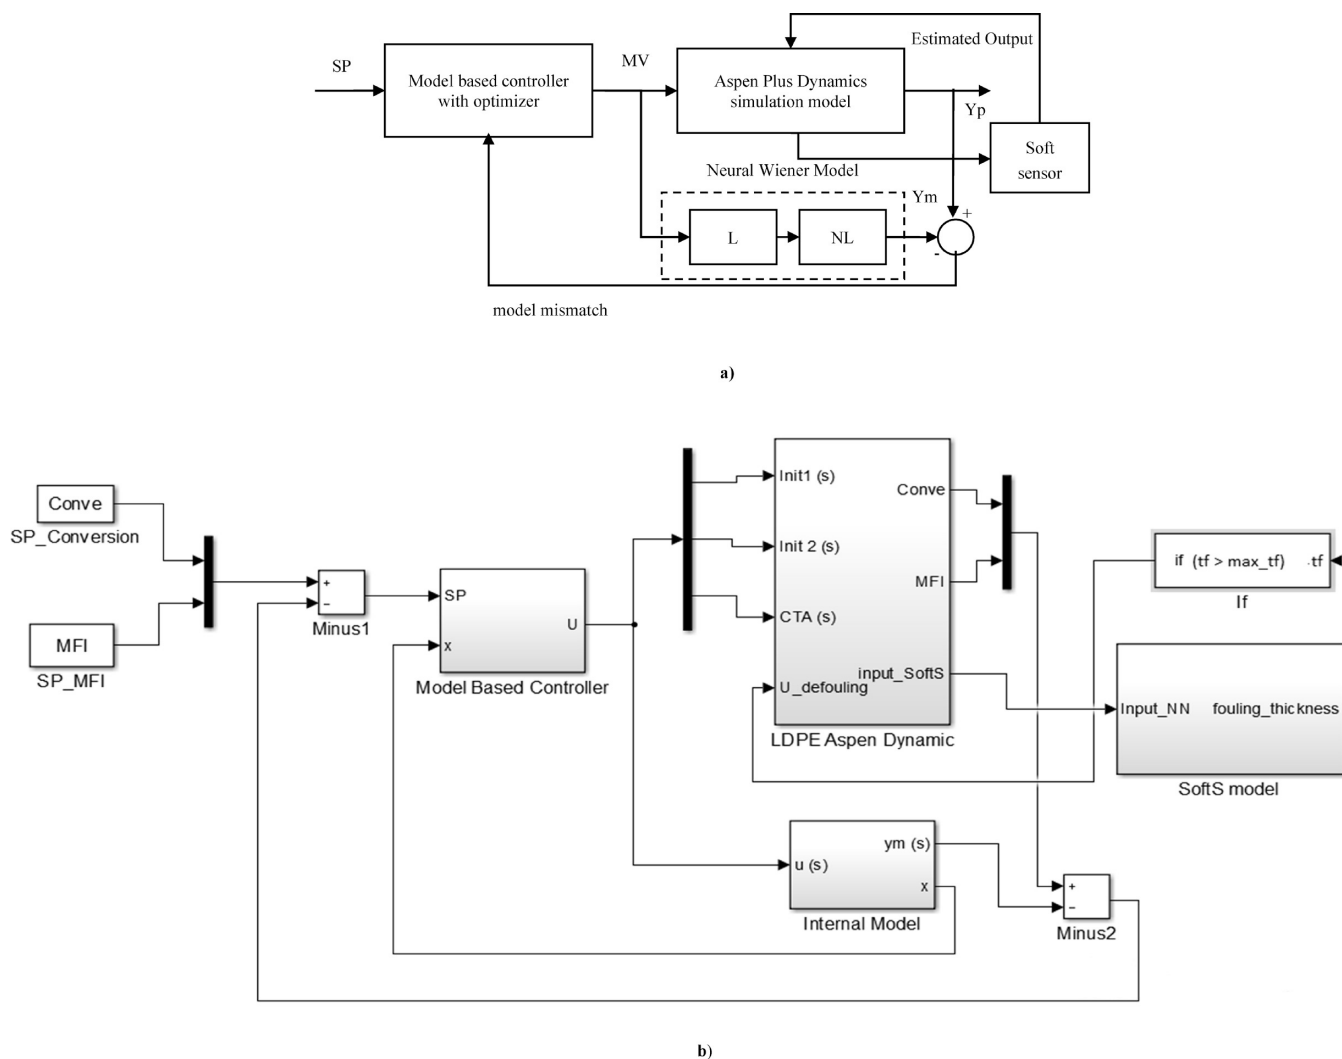 Estimated Output
SP
MV
Model based controller
with optimizer
Aspen Plus Dynamics
simulation model
Yp
Soft
sensor
Neural Wiener Model
Ym
+
L
NL
-
model mismatch
a)
Conve
SP_Conversion
MFI
SP_MFI
+
−
Minus1
SP
x
U
Model Based Controller
Init1 (s)
Init 2 (s)
CTA (s)
U_defouling
Conve
MFI
input_SoftS
LDPE Aspen Dynamic
if (tf > max_tf) tf
If
Input_NN fouling_thickness
SoftS model
u (s)
ym (s)
x
Internal Model
+
−
Minus2
b)